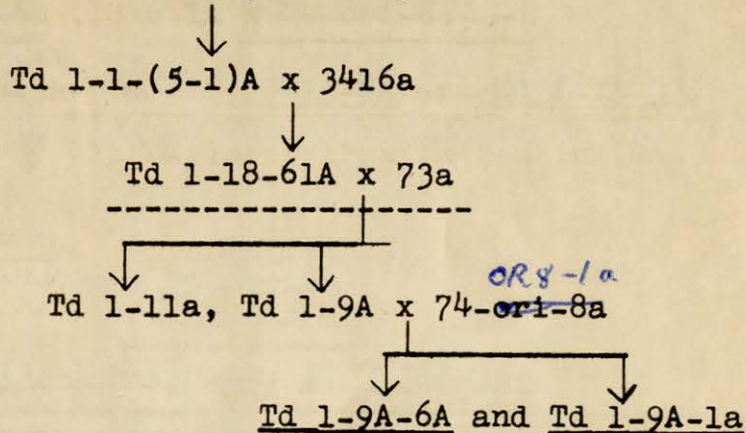 Td 1-1-(5-1)A x 3416a
Td 1-18-61A x 73a
OR8-1a
Td 1-11a, Td 1-9A x 74-ori-8a
Td 1-9A-6A and Td 1-9A-1a